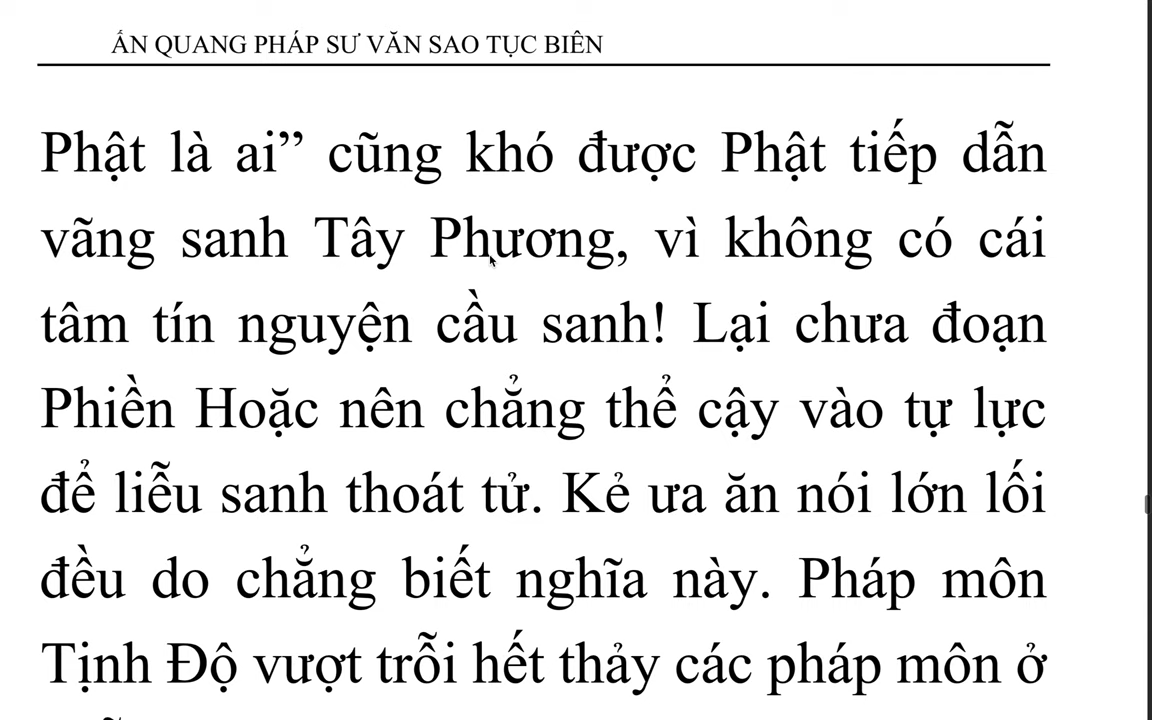 ẤN QUANG PHÁP SƯ VĂN SAO TỤC BIÊN
Phật là ai” cũng khó được Phật tiếp dẫn
vãng sanh Tây Phương, vì không có cái
tâm tín nguyện cầu sanh! Lại chưa đoạn
Phiền Hoặc nên chẳng thể cậy vào tự lực
để liễu sanh thoát tử. Kẻ ưa ăn nói lớn lối
đều do chẳng biết nghĩa này. Pháp môn
Tịnh Độ vượt trỗi hết thảy các pháp môn ở